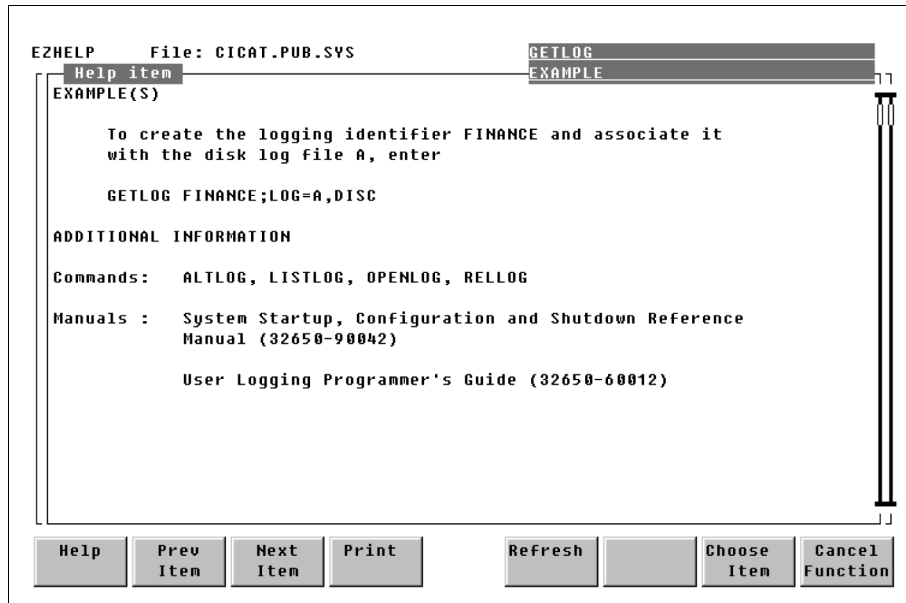 EZHELP File: CICAT.PUB.SYS GETLOG
Help item EXAMPLE
EXAMPLE(S)
To create the logging identifier FINANCE and associate it
with the disk log file A, enter
GETLOG FINANCE;LOG=A,DISC
ADDITIONAL INFORMATION
Commands: ALTLOG, LISTLOG, OPENLOG, RELLOG
Manuals : System Startup, Configuration and Shutdown Reference
Manual (32650-90042)
User Logging Programmer's Guide (32650-60012)
Help Prev Next Print Refresh Choose Cancel
Item Item Item Function